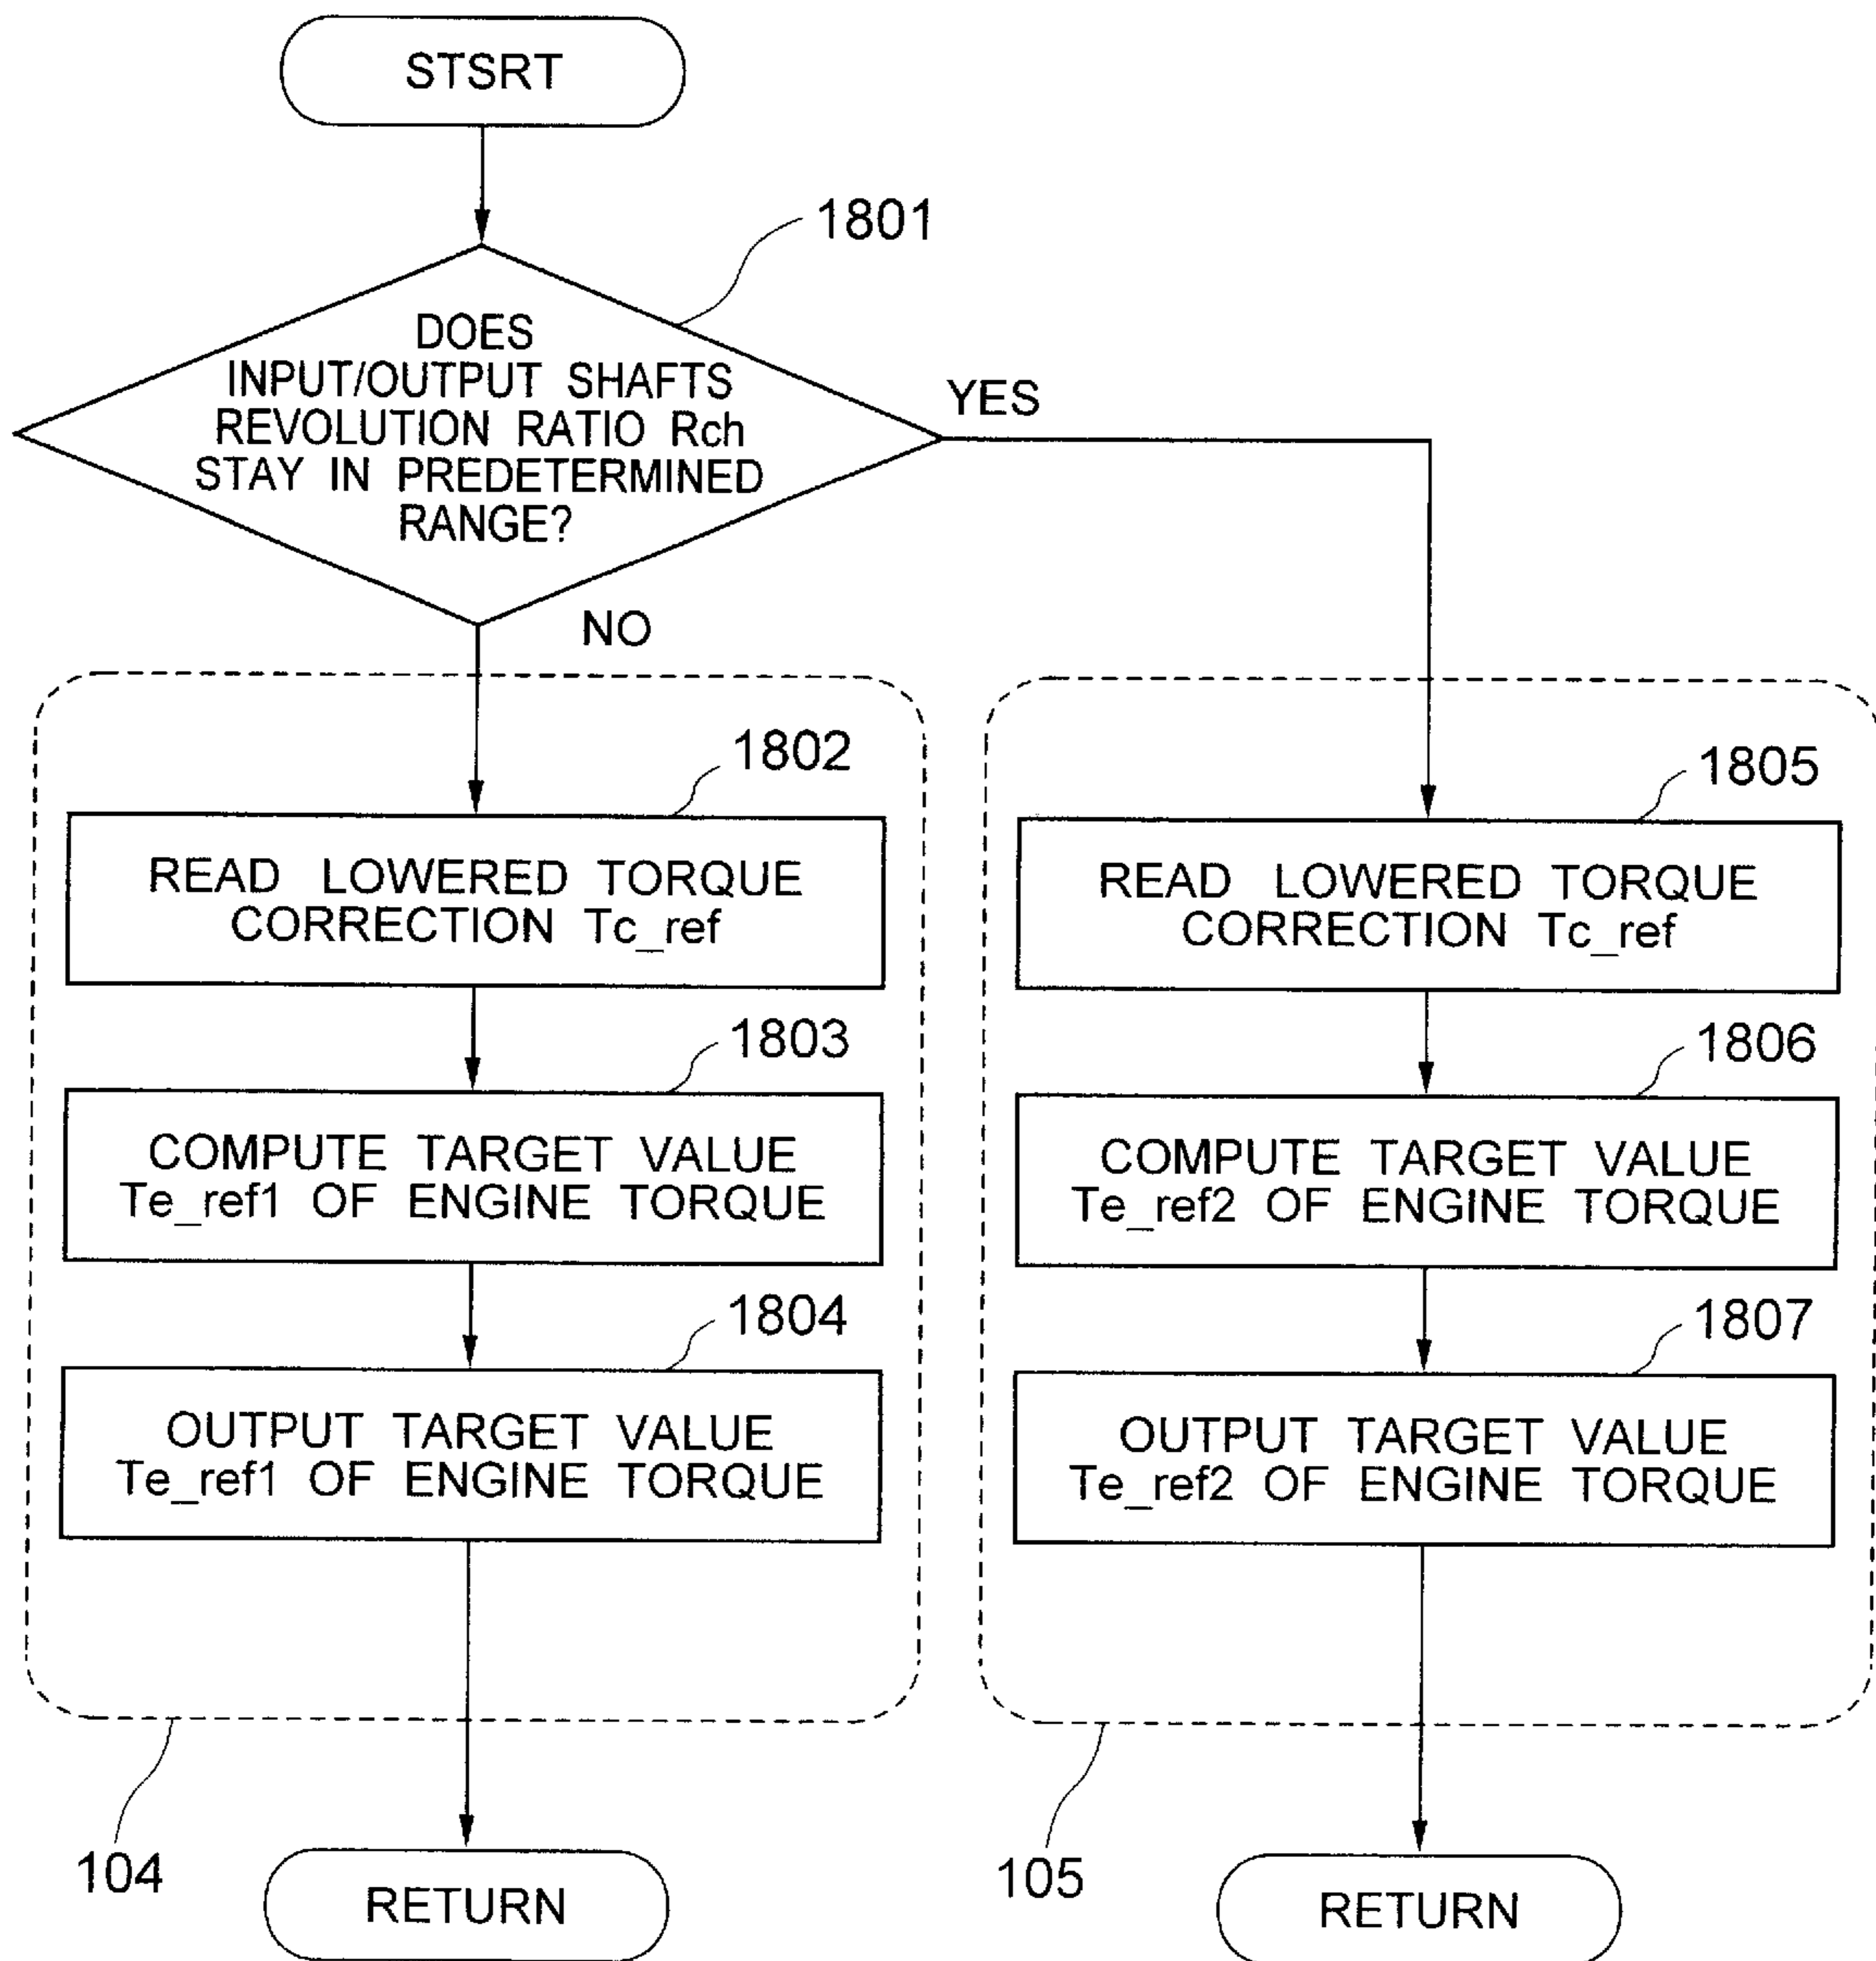 STSRT
1801
DOES
INPUT/OUTPUT SHAFTS
REVOLUTION RATIO Rch
STAY IN PREDETERMINED
RANGE?
YES
NO
1802
READ LOWERED TORQUE
CORRECTION Tc_ref
1803
COMPUTE TARGET VALUE
Te_ref1 OF ENGINE TORQUE
1804
OUTPUT TARGET VALUE
Te_ref1 OF ENGINE TORQUE
104
RETURN
1805
READ LOWERED TORQUE
CORRECTION Tc_ref
1806
COMPUTE TARGET VALUE
Te_ref2 OF ENGINE TORQUE
1807
OUTPUT TARGET VALUE
Te_ref2 OF ENGINE TORQUE
105
RETURN